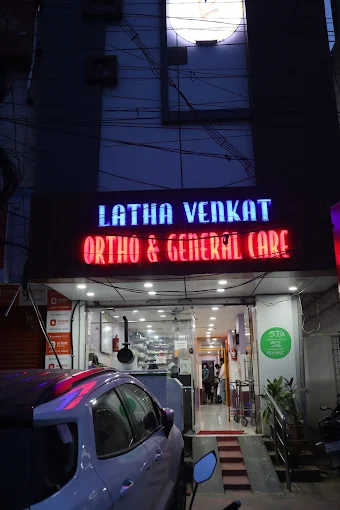 LATHA VENKAT
ORTHO & GENERAL CARE